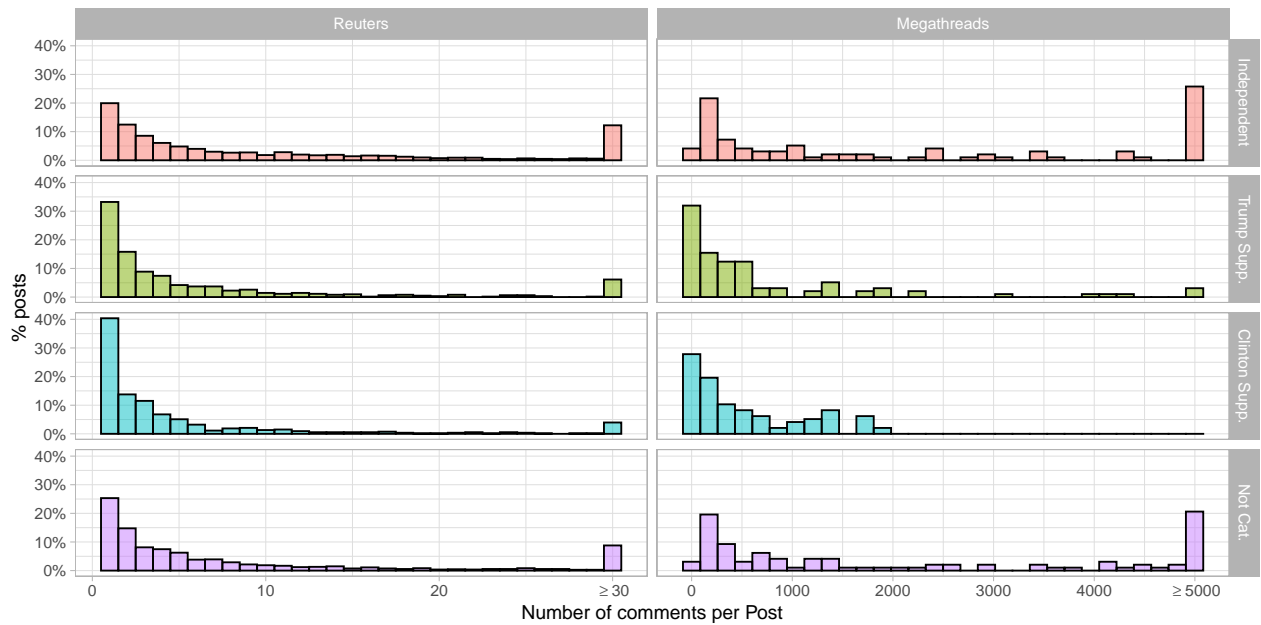 Reuters
Megathreads
40%
30%
20%
10%
0%
Independent
40%
30%
20%
10%
0%
Trump Supp.
40%
30%
20%
10%
0%
Clinton Supp.
40%
30%
20%
10%
0%
Not Cat.
% posts
0 10 20 ≥ 30
0 1000 2000 3000 4000 ≥ 5000
Number of comments per Post